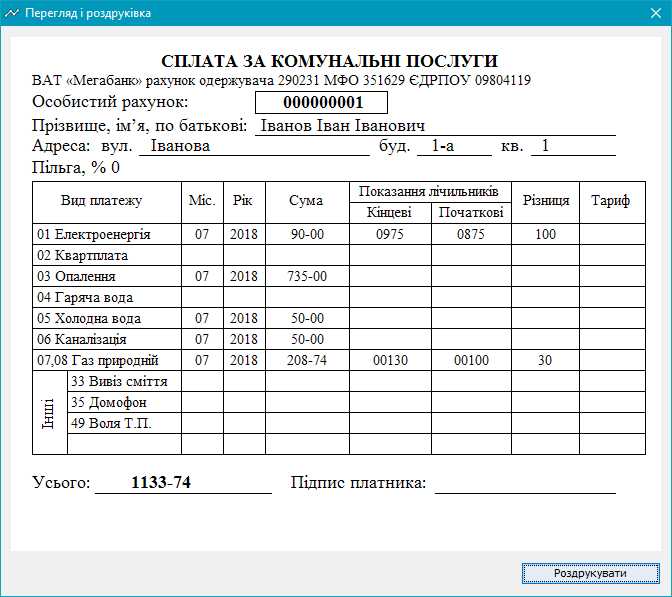 Перегляд і роздруківка
СПЛАТА ЗА КОМУНАЛЬНІ ПОСЛУГИ
ВАТ «Мегабанк» рахунок одержувача 290231 МФО 351629 ЄДРПОУ 09804119
Особистий рахунок: 000000001
Прізвище, ім’я, по батькові: Іванов Іван Іванович
Адреса: вул. Іванова буд. 1-а кв. 1
Пільга, % 0
Вид платежу Міс. Рік Сума Показання лічильників Різниця Тариф
Кінцеві Початкові
01 Електроенергія 07 2018 90-00 0975 0875 100
02 Квартплата
03 Опалення 07 2018 735-00
04 Гаряча вода
05 Холодна вода 07 2018 50-00
06 Каналізація 07 2018 50-00
07,08 Газ природній 07 2018 208-74 00130 00100 30
Інші
33 Вивіз сміття
35 Домофон
49 Воля Т.П.
Усього: 1133-74 Підпис платника:
Роздрукувати